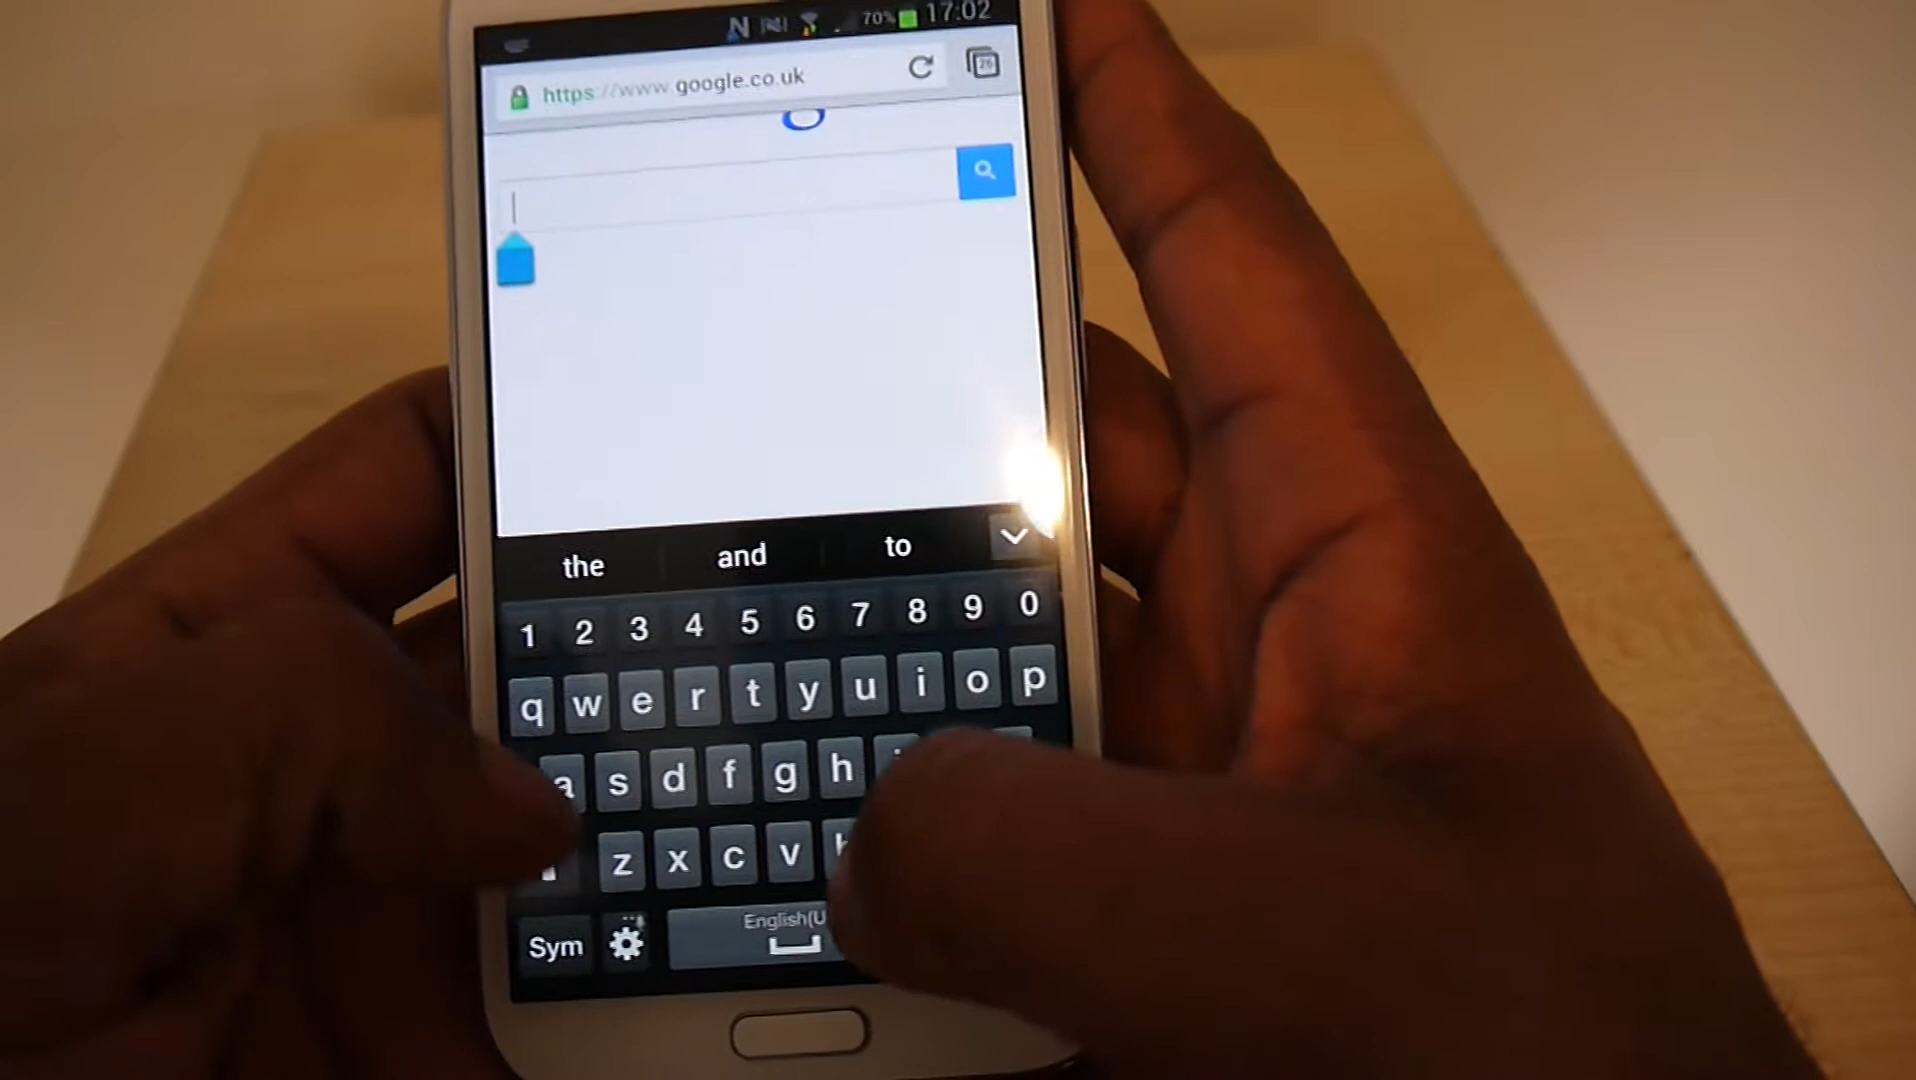 70% 17:02
https://www.google.co.uk
26
the and to
1 2 3 4 5 6 7 8 9 0
q w e r t y u i o p
a s d f g h
z x c v
English(U
Sym